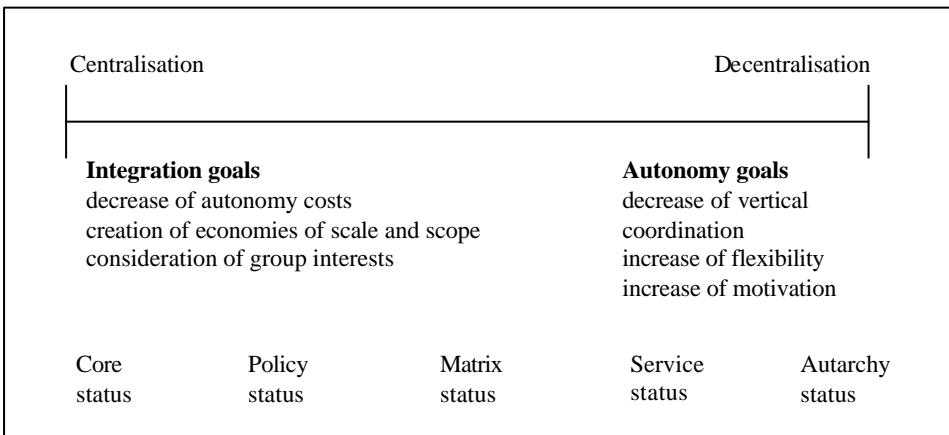 Centralisation
Decentralisation
Integration goals
decrease of autonomy costs
creation of economies of scale and scope
consideration of group interests
Autonomy goals
decrease of vertical
coordination
increase of flexibility
increase of motivation
Core
status
Policy
status
Matrix
status
Service
status
Autarchy
status